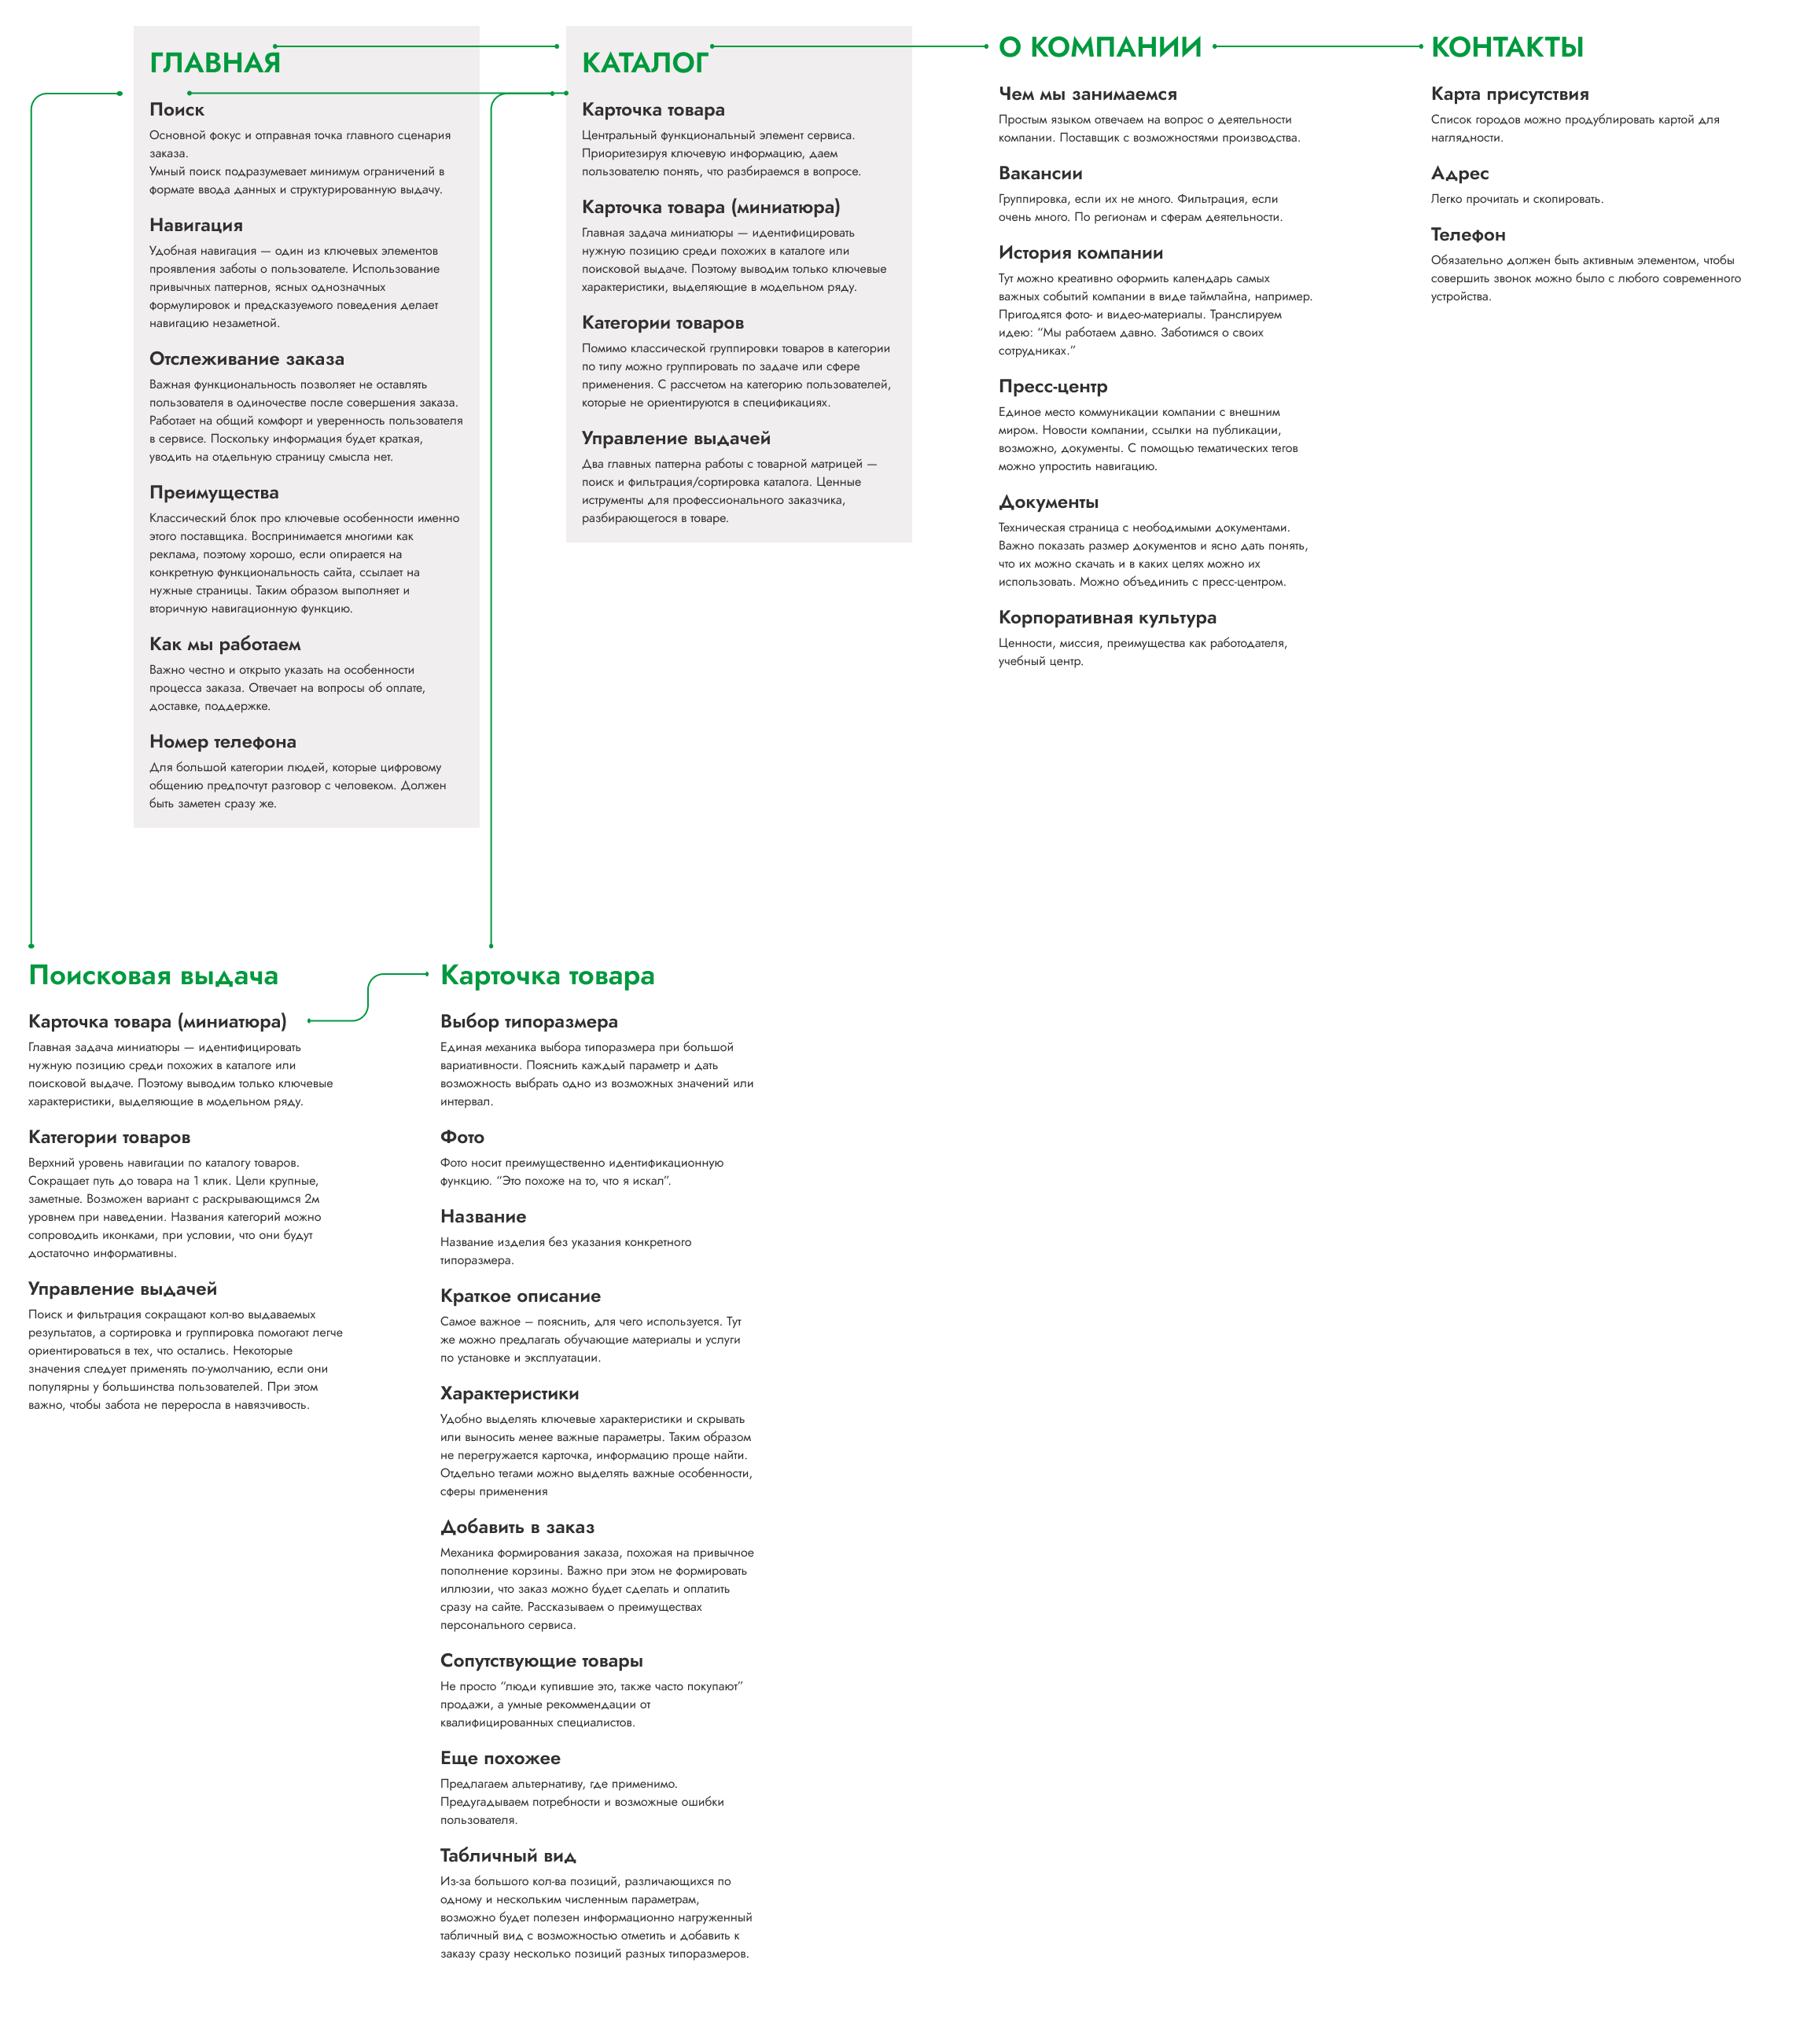 ГЛАВНАЯ
Поиск
Основной фокус и отправная точка главного сценария
заказа.
Умный поиск подразумевает минимум ограничений в
формате ввода данных и структурированную выдачу.
Навигация
Удобная навигация — один из ключевых элементов
проявления заботы о пользователе. Использование
привычных паттернов, ясных однозначных
формулировок и предсказуемого поведения делает
навигацию незаметной.
Отслеживание заказа
Важная функциональность позволяет не оставлять
пользователя в одиночестве после совершения заказа.
Работает на общий комфорт и уверенность пользователя
в сервисе. Поскольку информация будет краткая,
уводить на отдельную страницу смысла нет.
Преимущества
Классический блок про ключевые особенности именно
этого поставщика. Воспринимается многими как
реклама, поэтому хорошо, если опирается на
конкретную функциональность сайта, ссылает на
нужные страницы. Таким образом выполняет и
вторичную навигационную функцию.
Как мы работаем
Важно честно и открыто указать на особенности
процесса заказа. Отвечает на вопросы об оплате,
доставке, поддержке.
Номер телефона
Для большой категории людей, которые цифровому
общению предпочтут разговор с человеком. Должен
быть заметен сразу же.
КАТАЛОГ
Карточка товара
Центральный функциональный элемент сервиса.
Приоритезируя ключевую информацию, даем
пользователю понять, что разбираемся в вопросе.
Карточка товара (миниатюра)
Главная задача миниатюры — идентифицировать
нужную позицию среди похожих в каталоге или
поисковой выдаче. Поэтому выводим только ключевые
характеристики, выделяющие в модельном ряду.
Категории товаров
Помимо классической группировки товаров в категории
по типу можно группировать по задаче или сфере
применения. С рассчетом на категорию пользователей,
которые не ориентируются в спецификациях.
Управление выдачей
Два главных паттерна работы с товарной матрицей —
поиск и фильтрация/сортировка каталога. Ценные
иструменты для профессионального заказчика,
разбирающегося в товаре.
О КОМПАНИИ
Чем мы занимаемся
Простым языком отвечаем на вопрос о деятельности
компании. Поставщик с возможностями производства.
Вакансии
Группировка, если их не много. Фильтрация, если
очень много. По регионам и сферам деятельности.
История компании
Тут можно креативно оформить календарь самых
важных событий компании в виде таймлайна, например.
Пригодятся фото- и видео-материалы. Транслируем
идею: “Мы работаем давно. Заботимся о своих
сотрудниках.”
Пресс-центр
Единое место коммуникации компании с внешним
миром. Новости компании, ссылки на публикации,
возможно, документы. С помощью тематических тегов
можно упростить навигацию.
Документы
Техническая страница с неободимыми документами.
Важно показать размер документов и ясно дать понять,
что их можно скачать и в каких целях можно их
использовать. Можно объединить с пресс-центром.
Корпоративная культура
Ценности, миссия, преимущества как работодателя,
учебный центр.
КОНТАКТЫ
Карта присутствия
Список городов можно продублировать картой для
наглядности.
Адрес
Легко прочитать и скопировать.
Телефон
Обязательно должен быть активным элементом, чтобы
совершить звонок можно было с любого современного
устройства.
Поисковая выдача
Карточка товара (миниатюра)
Главная задача миниатюры — идентифицировать
нужную позицию среди похожих в каталоге или
поисковой выдаче. Поэтому выводим только ключевые
характеристики, выделяющие в модельном ряду.
Категории товаров
Верхний уровень навигации по каталогу товаров.
Сокращает путь до товара на 1 клик. Цели крупные,
заметные. Возможен вариант с раскрывающимся 2м
уровнем при наведении. Названия категорий можно
сопроводить иконками, при условии, что они будут
достаточно информативны.
Управление выдачей
Поиск и фильтрация сокращают кол-во выдаваемых
результатов, а сортировка и группировка помогают легче
ориентироваться в тех, что остались. Некоторые
значения следует применять по-умолчанию, если они
популярны у большинства пользователей. При этом
важно, чтобы забота не переросла в навязчивость.
Карточка товара
Выбор типоразмера
Единая механика выбора типоразмера при большой
вариативности. Пояснить каждый параметр и дать
возможность выбрать одно из возможных значений или
интервал.
Фото
Фото носит преимущественно идентификационную
функцию. “Это похоже на то, что я искал”.
Название
Название изделия без указания конкретного
типоразмера.
Краткое описание
Самое важное – пояснить, для чего используется. Тут
же можно предлагать обучающие материалы и услуги
по установке и эксплуатации.
Характеристики
Удобно выделять ключевые характеристики и скрывать
или выносить менее важные параметры. Таким образом
не перегружается карточка, информацию проще найти.
Отдельно тегами можно выделять важные особенности,
сферы применения
Добавить в заказ
Механика формирования заказа, похожая на привычное
пополнение корзины. Важно при этом не формировать
иллюзии, что заказ можно будет сделать и оплатить
сразу на сайте. Рассказываем о преимуществах
персонального сервиса.
Сопутствующие товары
Не просто “люди купившие это, также часто покупают”
продажи, а умные рекоммендации от
квалифицированных специалистов.
Еще похожее
Предлагаем альтернативу, где применимо.
Предугадываем потребности и возможные ошибки
пользователя.
Табличный вид
Из-за большого кол-ва позиций, различающихся по
одному и нескольким численным параметрам,
возможно будет полезен информационно нагруженный
табличный вид с возможностью отметить и добавить к
заказу сразу несколько позиций разных типоразмеров.